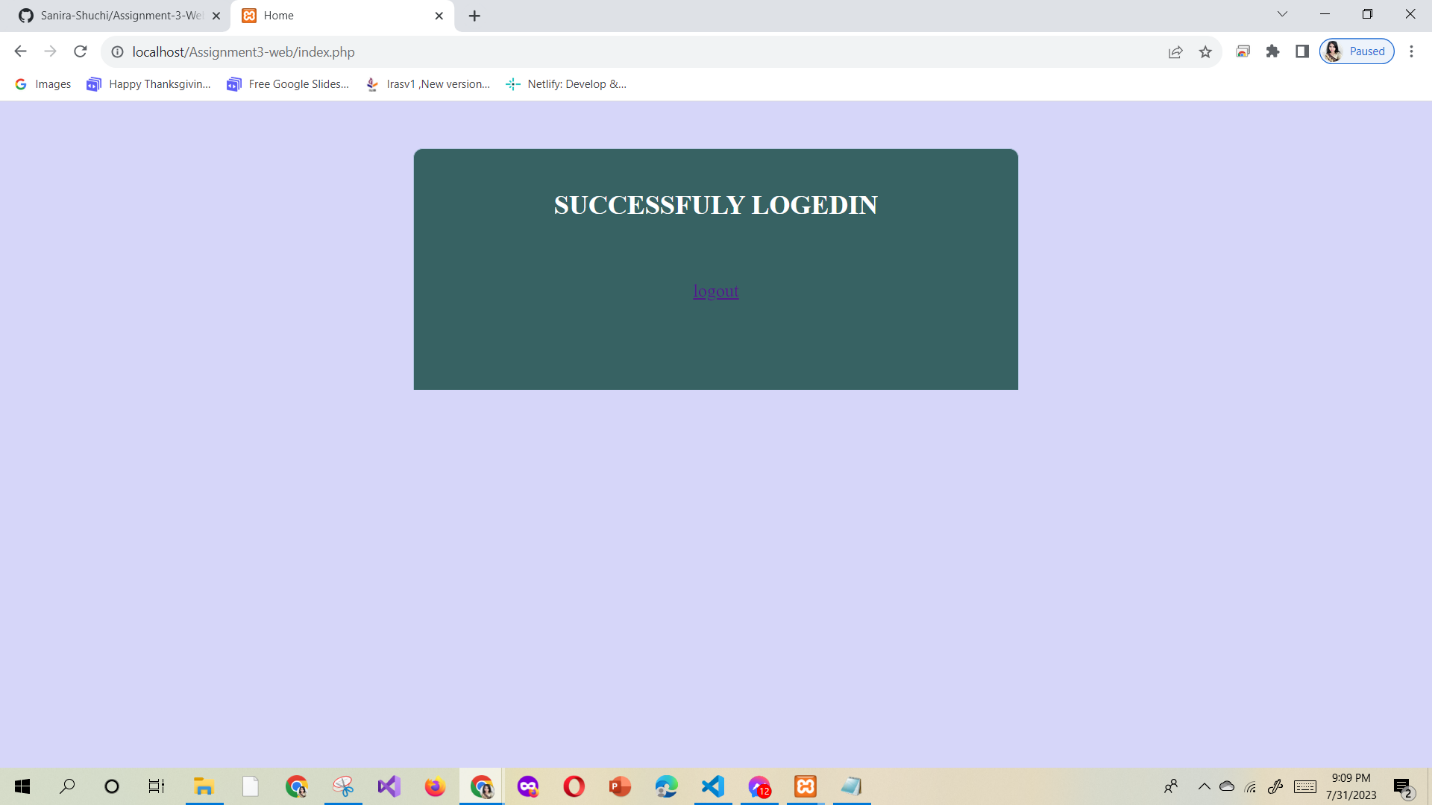 Sanira-Shuchi/Assignment-3-We
Home
localhost/Assignment3-web/index.php
Paused
Images
Happy Thanksgivin...
Free Google Slides...
Irasv1 ,New version...
Netlify: Develop &...
SUCCESSFULY LOGEDIN
logout
12
9:09 PM
7/31/2023
2